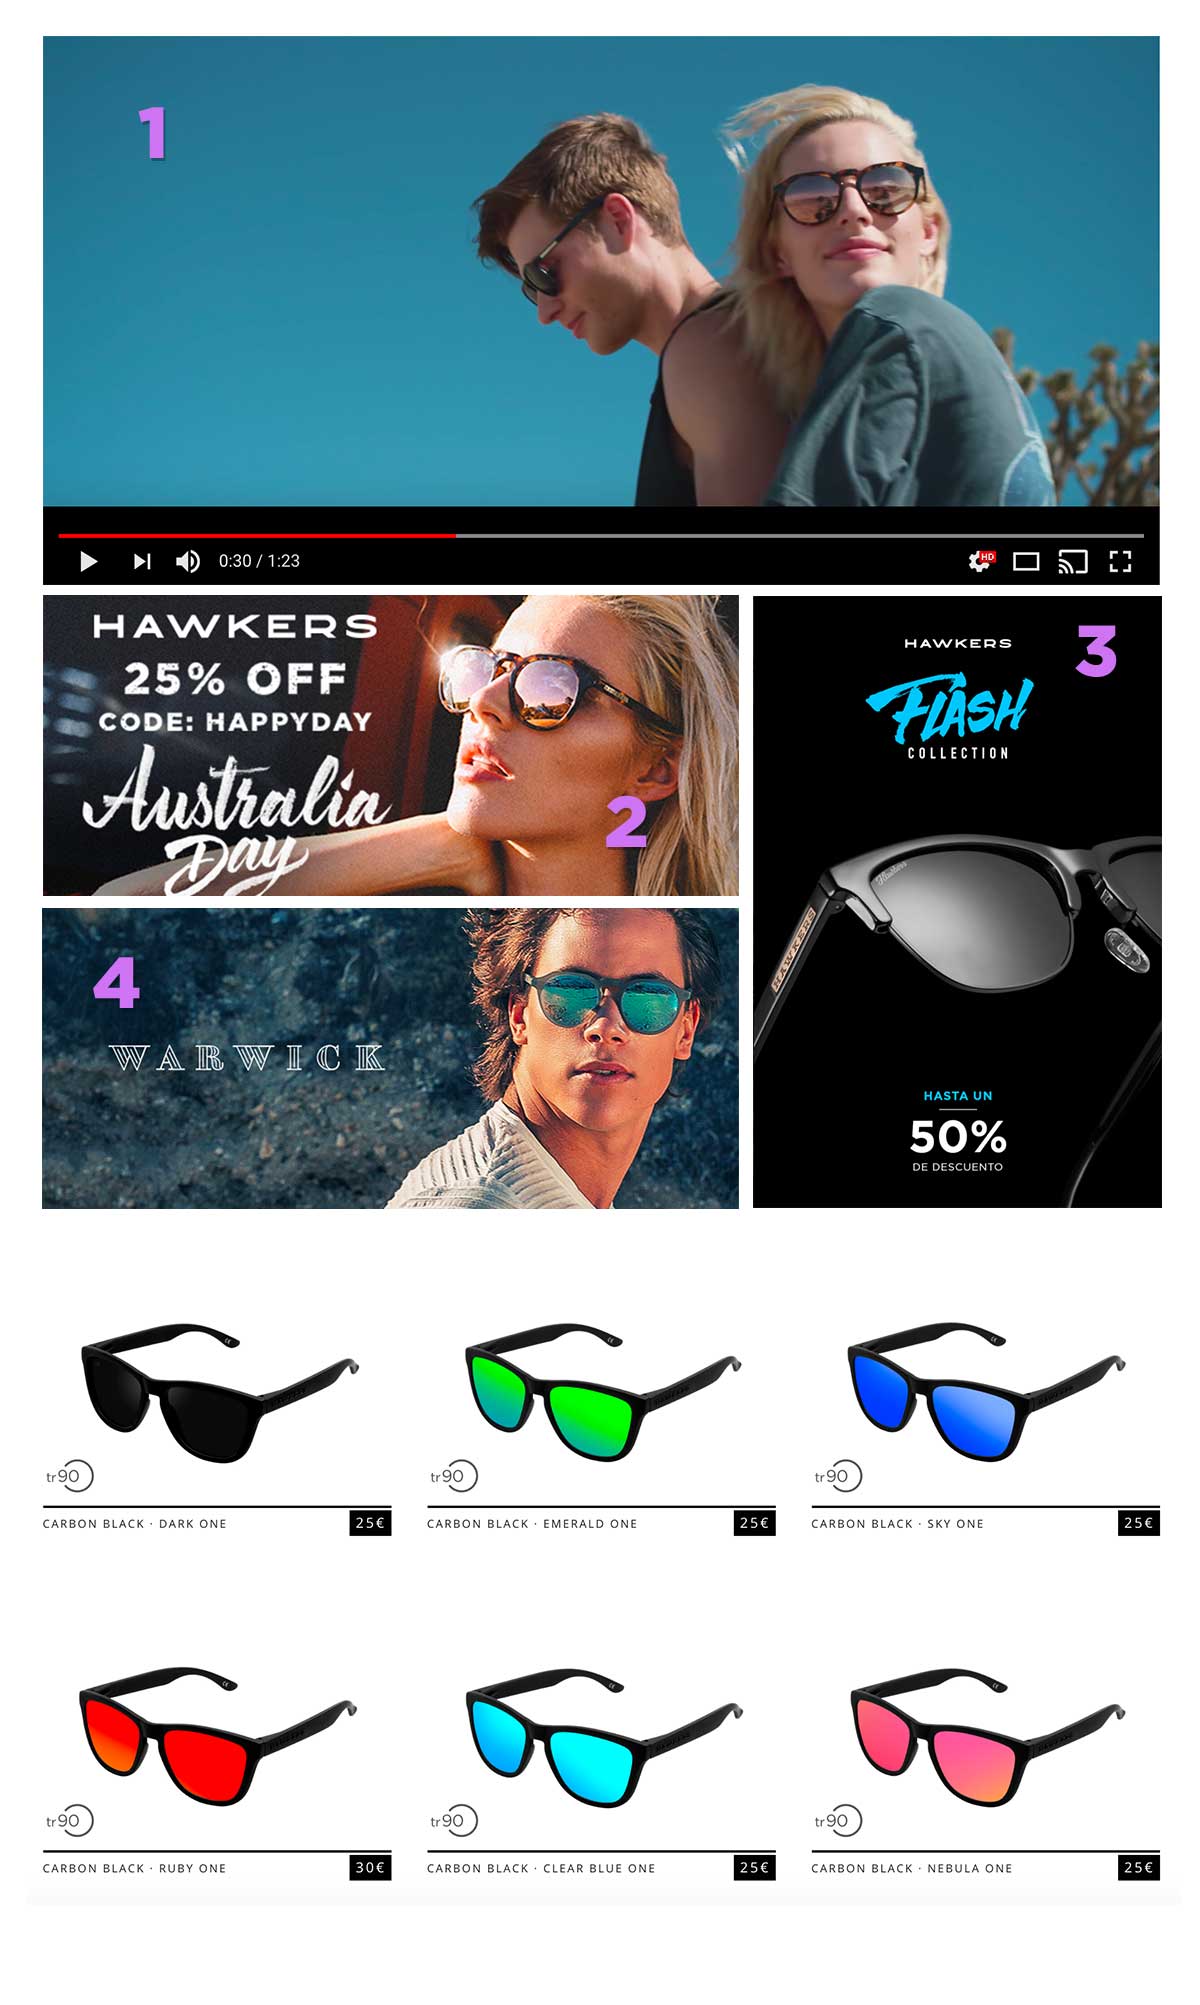 1
0:30 / 1:23
HD
HAWKERS
25% OFF
CODE: HAPPYDAY
Australia
Day
2
HAWKERS
3
FLASH
COLLECTION
Hawkers
HAWKERS
HASTA UN
50%
DE DESCUENTO
4
WARWICK
tr90
CARBON BLACK · DARK ONE
25€
tr90
CARBON BLACK · EMERALD ONE
25€
tr90
CARBON BLACK · SKY ONE
25€
tr90
CARBON BLACK · RUBY ONE
30€
tr90
CARBON BLACK · CLEAR BLUE ONE
25€
tr90
CARBON BLACK · NEBULA ONE
25€